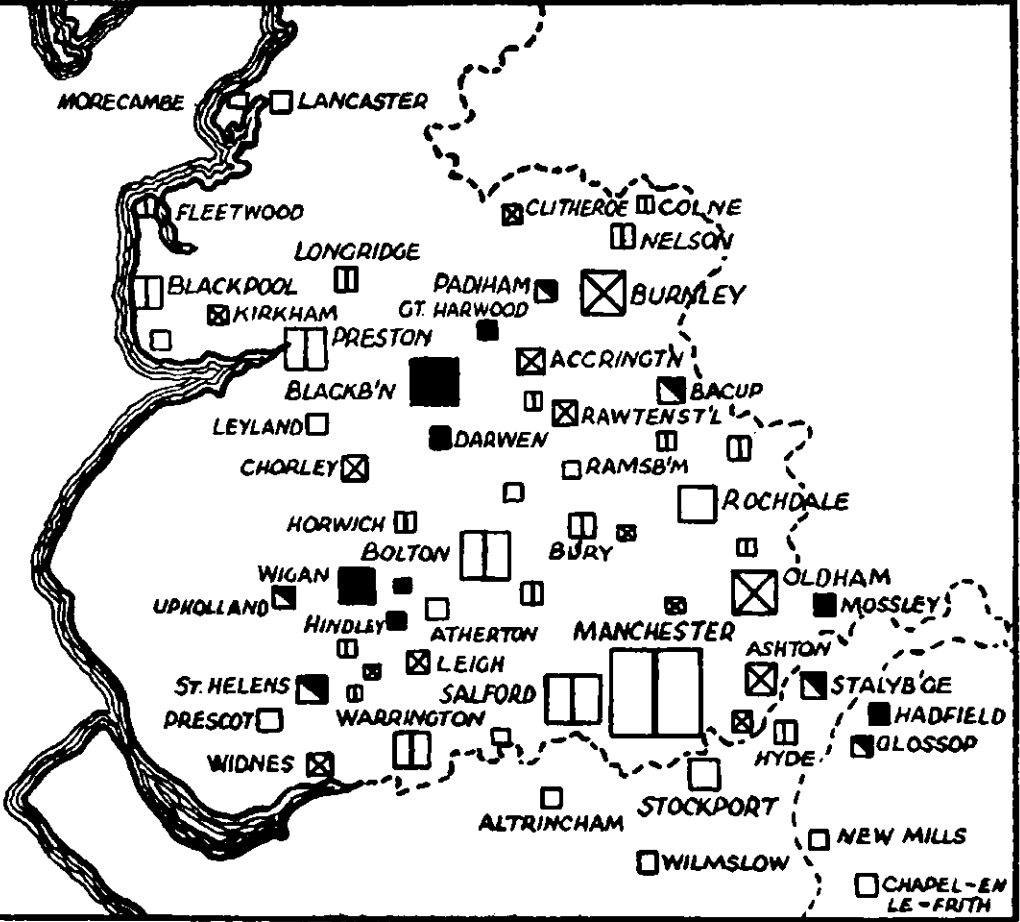 MORECAMBE
LANCASTER
FLEETWOOD
CLITHEROE
COLNE
NELSON
LONGRIDGE
BLACKPOOL
PADIHAM
BURNLEY
KIRKHAM
GT. HARWOOD
PRESTON
ACCRINGTN
BLACKB'N
BACUP
LEYLAND
RAWTENST'L
DARWEN
CHORLEY
RAMSB'M
ROCHDALE
HORWICH
BOLTON
BURY
WIGAN
OLDHAM
UPHOLLAND
MOSSLEY
HINDLEY
ATHERTON
MANCHESTER
ASHTON
LEIGH
ST. HELENS
SALFORD
STALYB'GE
PRESCOT
WARRINGTON
HADFIELD
GLOSSOP
WIDNES
HYDE
STOCKPORT
ALTRINCHAM
NEW MILLS
WILMSLOW
CHAPEL-EN
LE-FRITH